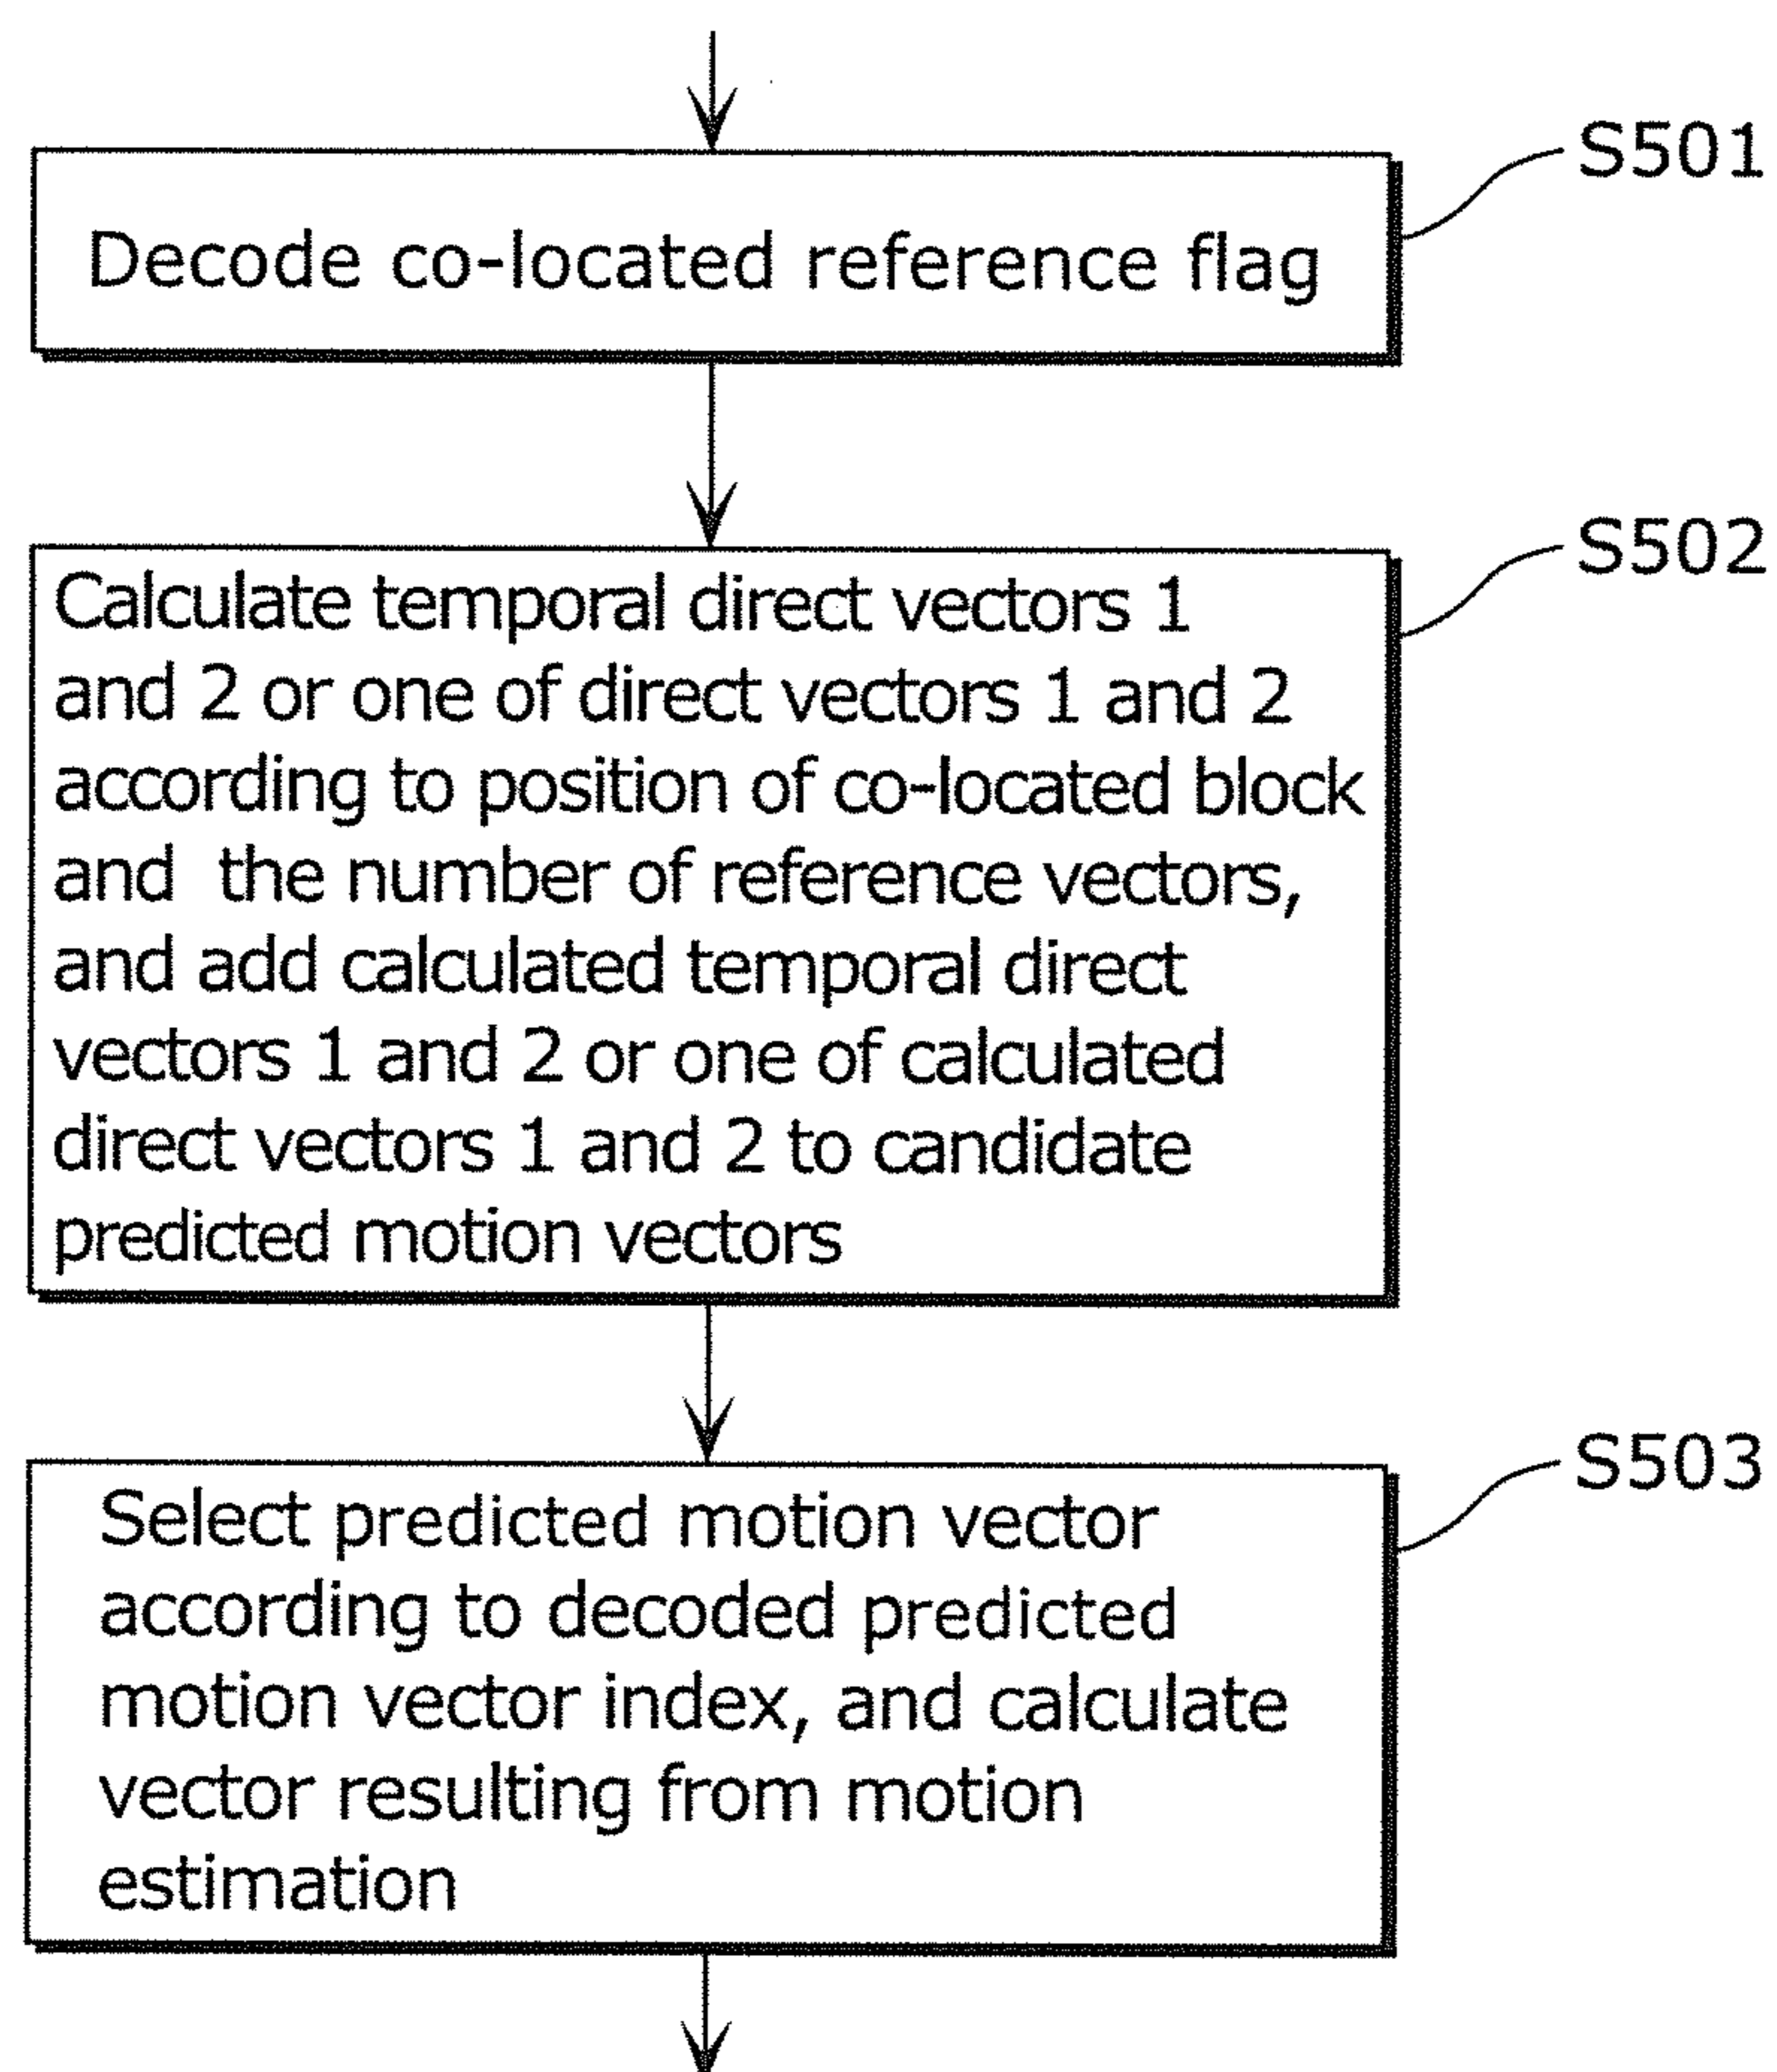 S501
Decode co-located reference flag
S502
Calculate temporal direct vectors 1
and 2 or one of direct vectors 1 and 2
according to position of co-located block
and the number of reference vectors,
and add calculated temporal direct
vectors 1 and 2 or one of calculated
direct vectors 1 and 2 to candidate
predicted motion vectors
S503
Select predicted motion vector
according to decoded predicted
motion vector index, and calculate
vector resulting from motion
estimation